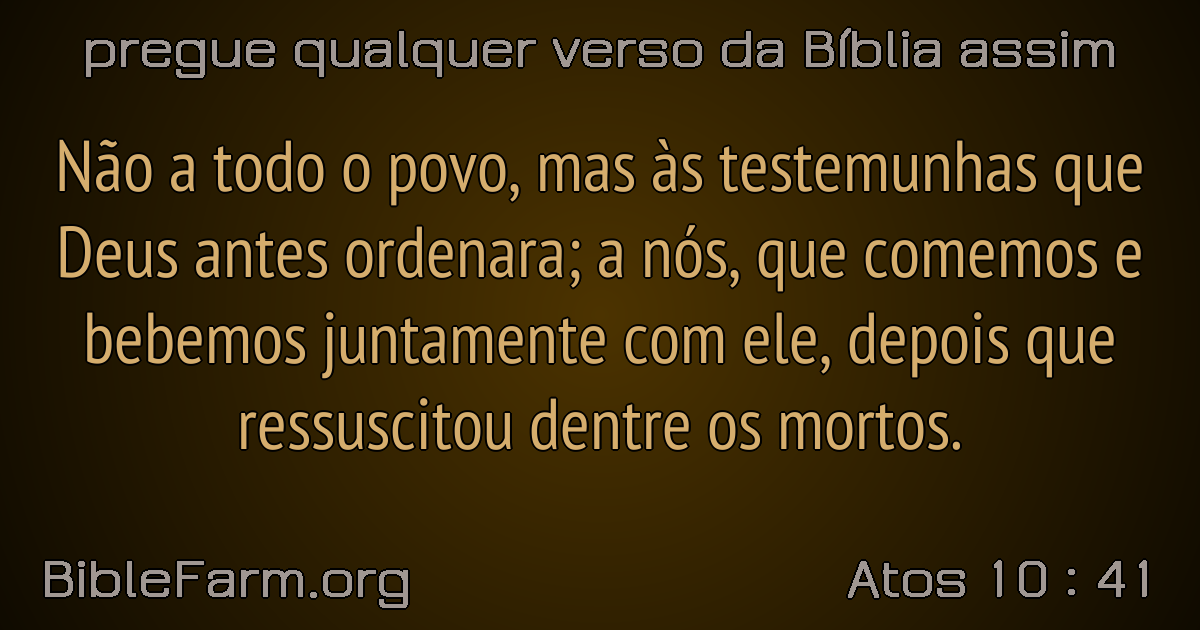 pregue qualquer verso da Bíblia assim
Não a todo o povo, mas às testemunhas que
Deus antes ordenara; a nós, que comemos e
bebemos juntamente com ele, depois que
ressuscitou dentre os mortos.
BibleFarm.org
Atos 10 : 41